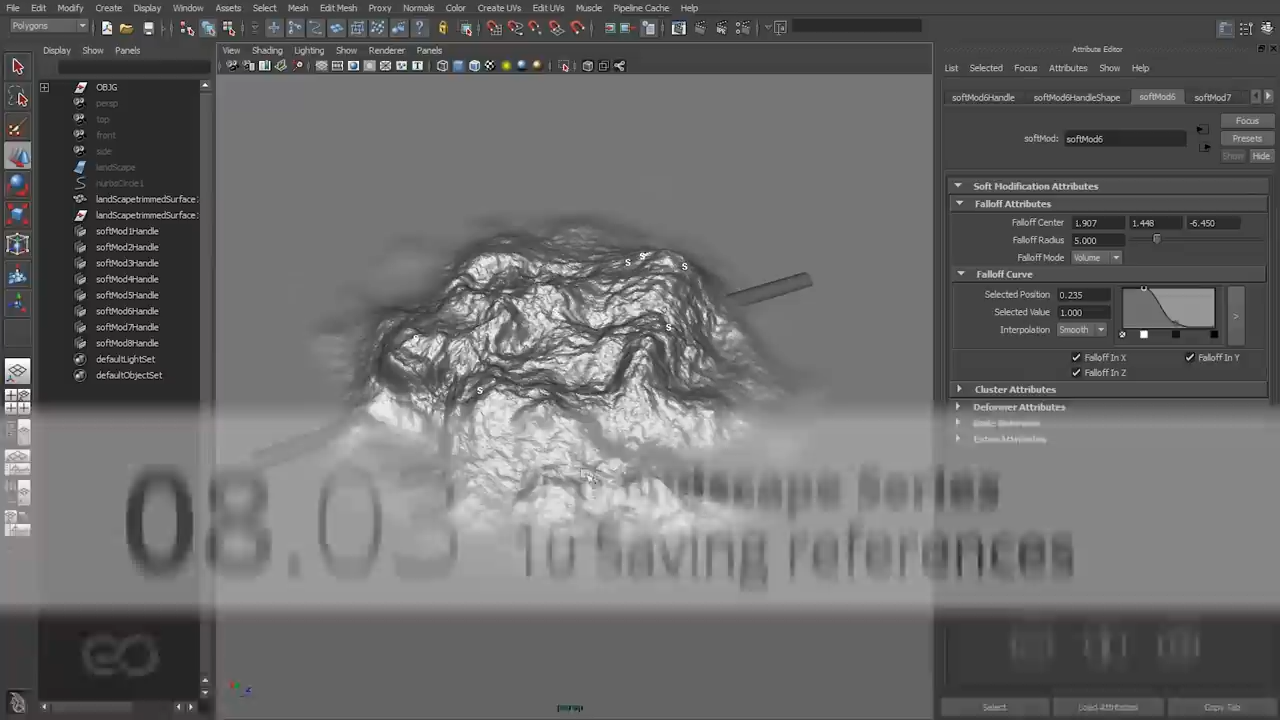 File Edit Modify Create Display Window Assets Select Mesh Edit Mesh Proxy Normals Color Create UVs Edit UVs Muscle Pipeline Cache Help
Polygons
Display Show Panels
View Shading Lighting Show Renderer Panels
Attribute Editor
List Selected Focus Attributes Show Help
OBJG
persp
top
front
side
landScape
nurbsCircle1
landScapetrimmedSurface:
landScapetrimmedSurface:
softMod1Handle
softMod2Handle
softMod3Handle
softMod4Handle
softMod5Handle
softMod6Handle
softMod7Handle
softMod8Handle
defaultLightSet
defaultObjectSet
S S S
S
S
softMod6Handle softMod6HandleShape softMod6 softMod7
Focus
softMod: softMod6 Presets
Show Hide
Soft Modification Attributes
Falloff Attributes
Falloff Center 1.907 1.448 -6.450
Falloff Radius 5.000
Falloff Mode Volume
Falloff Curve
Selected Position 0.235
Selected Value 1.000
Interpolation Smooth
Falloff In X Falloff In Y
Falloff In Z
Cluster Attributes
Deformer Attributes
Extra Attributes
08.03
Landscape Series
10 Saving references
persp
Select Load Attributes Copy Tab